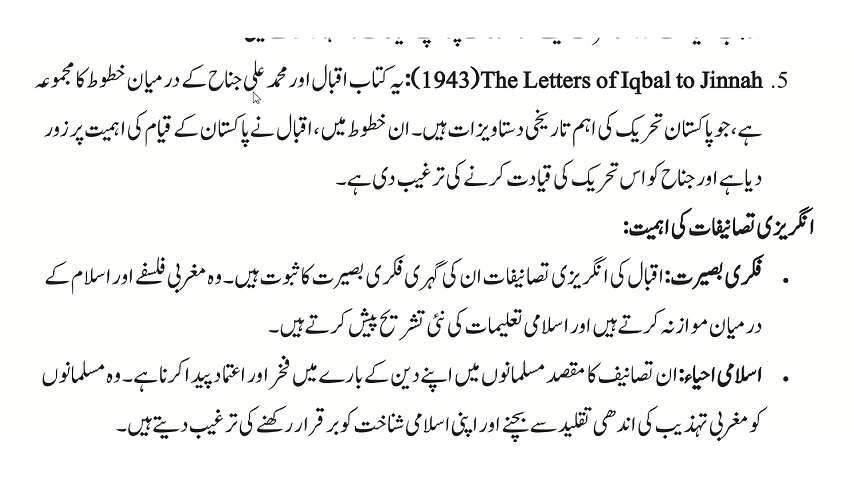 5. The Letters of Iqbal to Jinnah(1943): یہ کتاب اقبال اور محمد علی جناح کے درمیان خطوط کا مجموعہ
ہے، جو پاکستان تحریک کی اہم تاریخی دستاویزات ہیں۔ ان خطوط میں، اقبال نے پاکستان کے قیام کی اہمیت پر زور
دیا ہے اور جناح کو اس تحریک کی قیادت کرنے کی ترغیب دی ہے۔
انگریزی تصانیفات کی اہمیت:
• فکری بصیرت: اقبال کی انگریزی تصانیفات ان کی گہری فکری بصیرت کا ثبوت ہیں۔ وہ مغربی فلسفے اور اسلام کے
درمیان موازنہ کرتے ہیں اور اسلامی تعلیمات کی نئی تشریح پیش کرتے ہیں۔
• اسلامی احیاء: ان تصانیف کا مقصد مسلمانوں میں اپنے دین کے بارے میں فخر اور اعتماد پیدا کرنا ہے۔ وہ مسلمانوں
کو مغربی تہذیب کی اندھی تقلید سے بچنے اور اپنی اسلامی شناخت کو برقرار رکھنے کی ترغیب دیتے ہیں۔